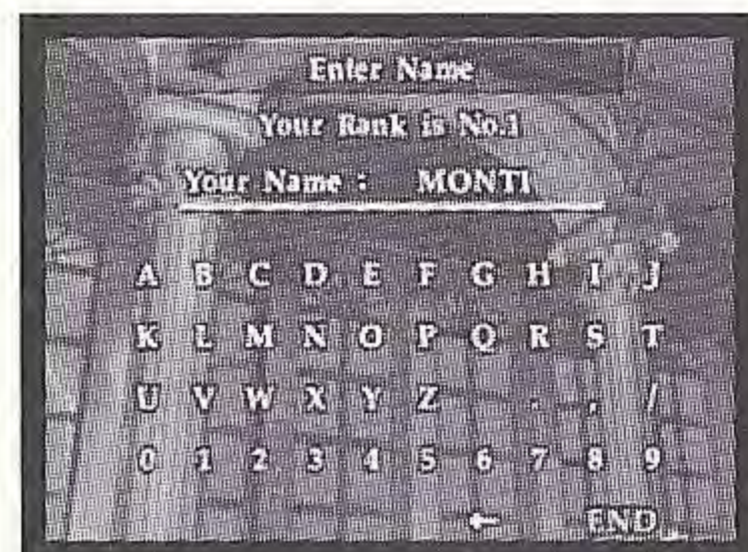 Enter Name
Your Rank is No.1
Your Name : MONTI
A B C D E F G H I J
K L M N O P Q R S T
U V W X Y Z . , /
0 1 2 3 4 5 6 7 8 9
← END